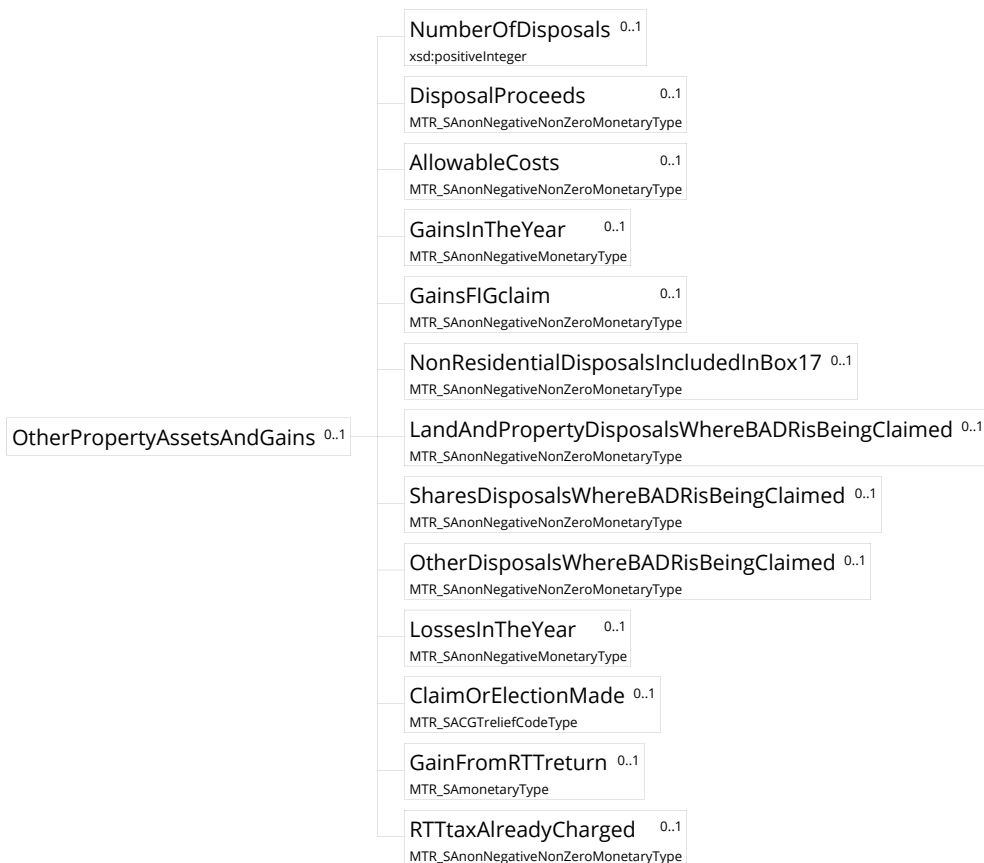 NumberOfDisposals 0..1
xsd:positiveInteger
DisposalProceeds 0..1
MTR_SAnonNegativeNonZeroMonetaryType
AllowableCosts 0..1
MTR_SAnonNegativeNonZeroMonetaryType
GainsInTheYear 0..1
MTR_SAnonNegativeMonetaryType
GainsFIGclaim 0..1
MTR_SAnonNegativeNonZeroMonetaryType
NonResidentialDisposalsIncludedInBox17 0..1
MTR_SAnonNegativeNonZeroMonetaryType
OtherPropertyAssetsAndGains 0..1
LandAndPropertyDisposalsWhereBADRisBeingClaimed 0..1
MTR_SAnonNegativeNonZeroMonetaryType
SharesDisposalsWhereBADRisBeingClaimed 0..1
MTR_SAnonNegativeNonZeroMonetaryType
OtherDisposalsWhereBADRisBeingClaimed 0..1
MTR_SAnonNegativeNonZeroMonetaryType
LossesInTheYear 0..1
MTR_SAnonNegativeMonetaryType
ClaimOrElectionMade 0..1
MTR_SACGTreliefCodeType
GainFromRTTreturn 0..1
MTR_SAmonetaryType
RTTtaxAlreadyCharged 0..1
MTR_SAnonNegativeNonZeroMonetaryType